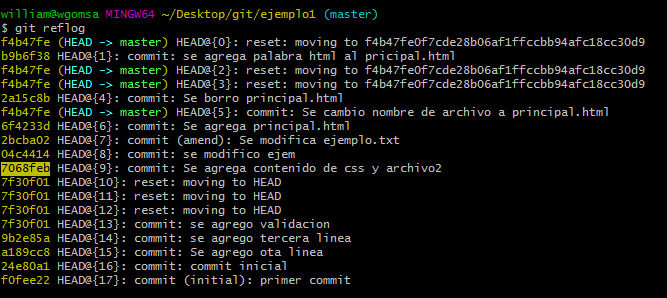 william@wgomsa MINGW64 ~/Desktop/git/ejemplo1 (master)
$ git reflog
f4b47fe (HEAD -> master) HEAD@{0}: reset: moving to f4b47fe0f7cde28b06af1ffccbb94afc18cc30d9
b9b6f38 HEAD@{1}: commit: se agrega palabra html al pricipal.html
f4b47fe (HEAD -> master) HEAD@{2}: reset: moving to f4b47fe0f7cde28b06af1ffccbb94afc18cc30d9
f4b47fe (HEAD -> master) HEAD@{3}: reset: moving to f4b47fe0f7cde28b06af1ffccbb94afc18cc30d9
2a15c8b HEAD@{4}: commit: Se borro principal.html
f4b47fe (HEAD -> master) HEAD@{5}: commit: Se cambio nombre de archivo a principal.html
6f4233d HEAD@{6}: commit: Se agrega principal.html
2bcba02 HEAD@{7}: commit (amend): Se modifica ejemplo.txt
04c4414 HEAD@{8}: commit: se modifico ejem
7068feb HEAD@{9}: commit: Se agrega contenido de css y archivo2
7f30f01 HEAD@{10}: reset: moving to HEAD
7f30f01 HEAD@{11}: reset: moving to HEAD
7f30f01 HEAD@{12}: reset: moving to HEAD
7f30f01 HEAD@{13}: commit: se agrego validacion
9b2e85a HEAD@{14}: commit: se agrego tercera linea
a189cc8 HEAD@{15}: commit: Se agrego ota linea
24e80a1 HEAD@{16}: commit: commit inicial
f0fee22 HEAD@{17}: commit (initial): primer commit